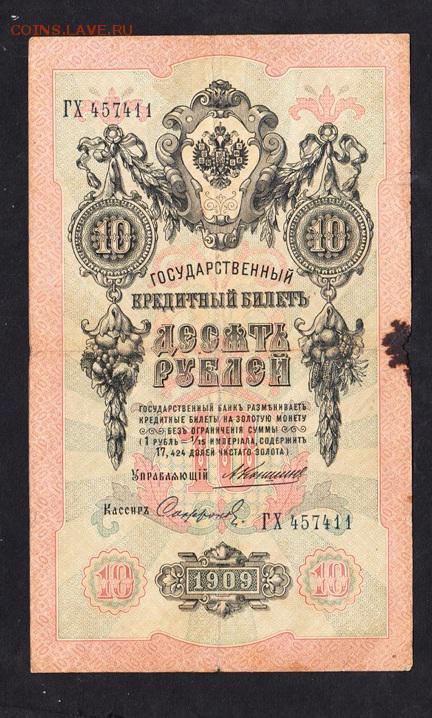 COINS.LAVE.RU
ГХ 457411
10 10
ГОСУДАРСТВЕННЫЙ
КРЕДИТНЫЙ БИЛЕТЪ
ДЕСЯТЬ
РУБЛЕЙ
ГОСУДАРСТВЕННЫЙ БАНКЪ РАЗМѢНИВАЕТЪ
КРЕДИТНЫЕ БИЛЕТЫ НА ЗОЛОТУЮ МОНЕТУ
БЕЗЪ ОГРАНИЧЕНІЯ СУММЫ
(1 РУБЛЬ = 1/15 ИМПЕРІАЛА, СОДЕРЖИТЪ
17,424 ДОЛЕЙ ЧИСТАГО ЗОЛОТА)
10
Управляющій
Кассиръ
ГХ 457411
10 1909 10